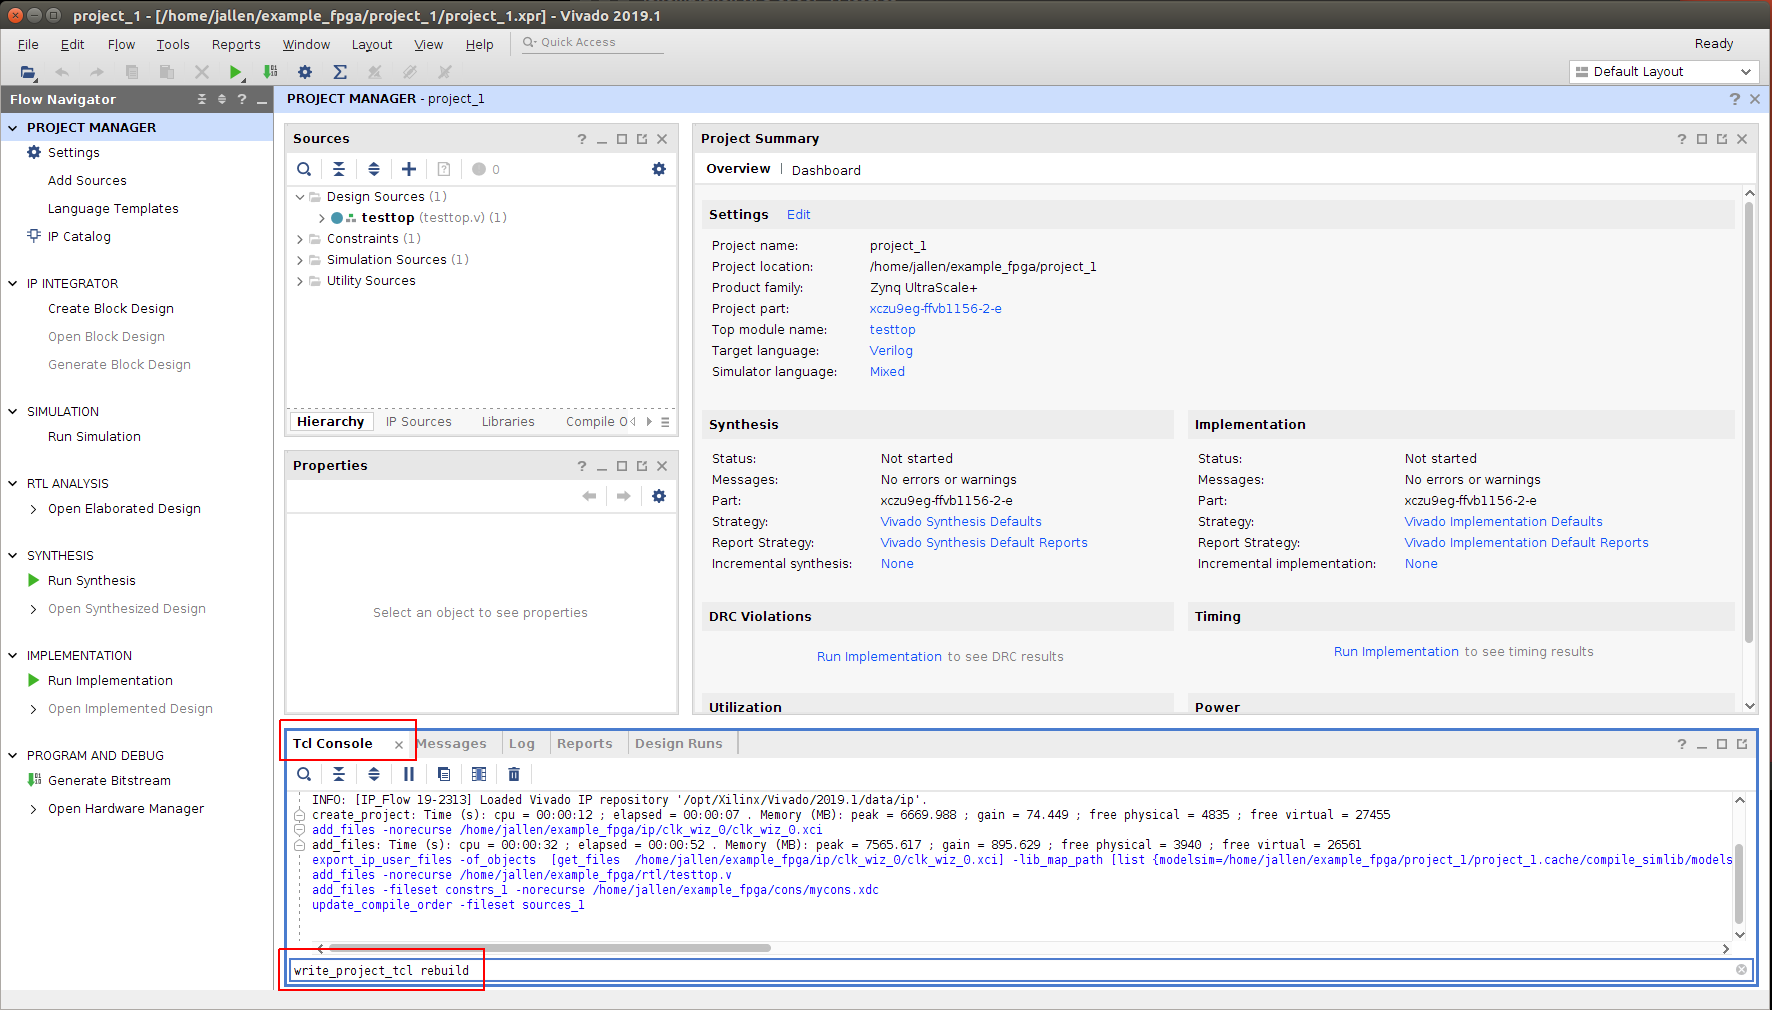 project_1 - [/home/jallen/example_fpga/project_1/project_1.xpr] - Vivado 2019.1
File Edit Flow Tools Reports Window Layout View Help Quick Access Ready
Default Layout
Flow Navigator
PROJECT MANAGER
Settings
Add Sources
Language Templates
IP Catalog
IP INTEGRATOR
Create Block Design
Open Block Design
Generate Block Design
SIMULATION
Run Simulation
RTL ANALYSIS
Open Elaborated Design
SYNTHESIS
Run Synthesis
Open Synthesized Design
IMPLEMENTATION
Run Implementation
Open Implemented Design
PROGRAM AND DEBUG
Generate Bitstream
Open Hardware Manager
PROJECT MANAGER - project_1
Sources
0
Design Sources (1)
testtop (testtop.v) (1)
Constraints (1)
Simulation Sources (1)
Utility Sources
Hierarchy IP Sources Libraries Compile O
Properties
Select an object to see properties
Project Summary
Overview | Dashboard
Settings Edit
Project name: project_1
Project location: /home/jallen/example_fpga/project_1
Product family: Zynq UltraScale+
Project part: xczu9eg-ffvb1156-2-e
Top module name: testtop
Target language: Verilog
Simulator language: Mixed
Synthesis
Status: Not started
Messages: No errors or warnings
Part: xczu9eg-ffvb1156-2-e
Strategy: Vivado Synthesis Defaults
Report Strategy: Vivado Synthesis Default Reports
Incremental synthesis: None
Implementation
Status: Not started
Messages: No errors or warnings
Part: xczu9eg-ffvb1156-2-e
Strategy: Vivado Implementation Defaults
Report Strategy: Vivado Implementation Default Reports
Incremental implementation: None
DRC Violations
Run Implementation to see DRC results
Timing
Run Implementation to see timing results
Utilization
Power
Tcl Console Messages Log Reports Design Runs
INFO: [IP_Flow 19-2313] Loaded Vivado IP repository '/opt/Xilinx/Vivado/2019.1/data/ip'.
create_project: Time (s): cpu = 00:00:12 ; elapsed = 00:00:07 . Memory (MB): peak = 6669.988 ; gain = 74.449 ; free physical = 4835 ; free virtual = 27455
add_files -norecurse /home/jallen/example_fpga/ip/clk_wiz_0/clk_wiz_0.xci
add_files: Time (s): cpu = 00:00:32 ; elapsed = 00:00:52 . Memory (MB): peak = 7565.617 ; gain = 895.629 ; free physical = 3940 ; free virtual = 26561
export_ip_user_files -of_objects  [get_files  /home/jallen/example_fpga/ip/clk_wiz_0/clk_wiz_0.xci] -lib_map_path [list {modelsim=/home/jallen/example_fpga/project_1/project_1.cache/compile_simlib/models
add_files -norecurse /home/jallen/example_fpga/rtl/testtop.v
add_files -fileset constrs_1 -norecurse /home/jallen/example_fpga/cons/mycons.xdc
update_compile_order -fileset sources_1
write_project_tcl rebuild